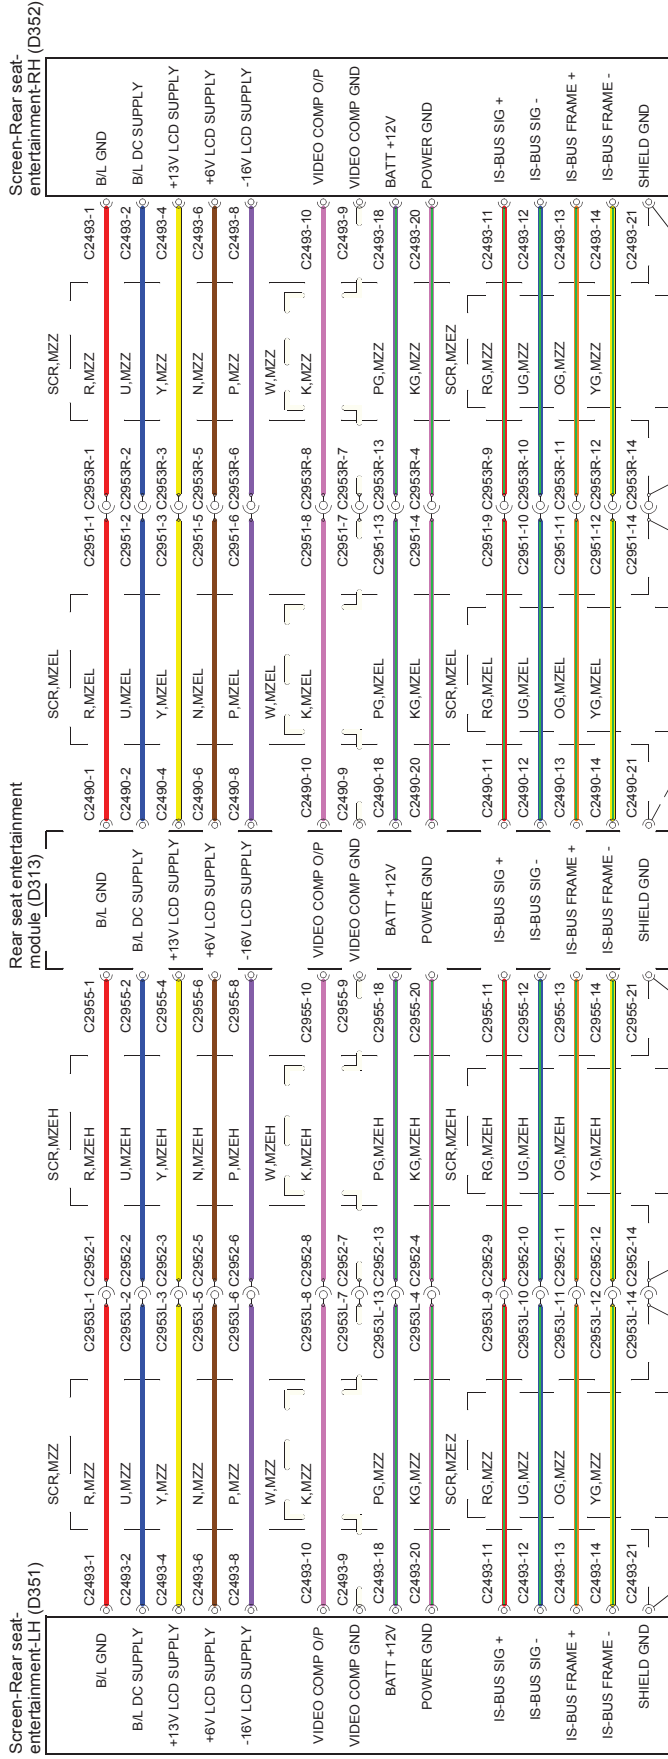 Screen-Rear seat-
entertainment-LH (D351)
Rear seat entertainment
module (D313)
Screen-Rear seat-
entertainment-RH (D352)
SCR,MZZ SCR,MZEH SCR,MZEL SCR,MZZ
B/L GND C2493-1 R,MZZ C2953L-1 C2952-1 R,MZEH C2955-1 B/L GND C2490-1 R,MZEL C2951-1 C2953R-1 R,MZZ C2493-1 B/L GND
B/L DC SUPPLY C2493-2 U,MZZ C2953L-2 C2952-2 U,MZEH C2955-2 B/L DC SUPPLY C2490-2 U,MZEL C2951-2 C2953R-2 U,MZZ C2493-2 B/L DC SUPPLY
+13V LCD SUPPLY C2493-4 Y,MZZ C2953L-3 C2952-3 Y,MZEH C2955-4 +13V LCD SUPPLY C2490-4 Y,MZEL C2951-3 C2953R-3 Y,MZZ C2493-4 +13V LCD SUPPLY
+6V LCD SUPPLY C2493-6 N,MZZ C2953L-5 C2952-5 N,MZEH C2955-6 +6V LCD SUPPLY C2490-6 N,MZEL C2951-5 C2953R-5 N,MZZ C2493-6 +6V LCD SUPPLY
-16V LCD SUPPLY C2493-8 P,MZZ C2953L-6 C2952-6 P,MZEH C2955-8 -16V LCD SUPPLY C2490-8 P,MZEL C2951-6 C2953R-6 P,MZZ C2493-8 -16V LCD SUPPLY
W,MZZ W,MZEH W,MZEL W,MZZ
VIDEO COMP O/P C2493-10 K,MZZ C2953L-8 C2952-8 K,MZEH C2955-10 VIDEO COMP O/P C2490-10 K,MZEL C2951-8 C2953R-8 K,MZZ C2493-10 VIDEO COMP O/P
VIDEO COMP GND C2493-9 C2953L-7 C2952-7 C2955-9 VIDEO COMP GND C2490-9 C2951-7 C2953R-7 C2493-9 VIDEO COMP GND
BATT +12V C2493-18 PG,MZZ C2953L-13 C2952-13 PG,MZEH C2955-18 BATT +12V C2490-18 PG,MZEL C2951-13 C2953R-13 PG,MZZ C2493-18 BATT +12V
POWER GND C2493-20 KG,MZZ C2953L-4 C2952-4 KG,MZEH C2955-20 POWER GND C2490-20 KG,MZEL C2951-4 C2953R-4 KG,MZZ C2493-20 POWER GND
SCR,MZEZ SCR,MZEH SCR,MZEL SCR,MZEZ
IS-BUS SIG + C2493-11 RG,MZZ C2953L-9 C2952-9 RG,MZEH C2955-11 IS-BUS SIG + C2490-11 RG,MZEL C2951-9 C2953R-9 RG,MZZ C2493-11 IS-BUS SIG +
IS-BUS SIG - C2493-12 UG,MZZ C2953L-10 C2952-10 UG,MZEH C2955-12 IS-BUS SIG - C2490-12 UG,MZEL C2951-10 C2953R-10 UG,MZZ C2493-12 IS-BUS SIG -
IS-BUS FRAME + C2493-13 OG,MZZ C2953L-11 C2952-11 OG,MZEH C2955-13 IS-BUS FRAME + C2490-13 OG,MZEL C2951-11 C2953R-11 OG,MZZ C2493-13 IS-BUS FRAME +
IS-BUS FRAME - C2493-14 YG,MZZ C2953L-12 C2952-12 YG,MZEH C2955-14 IS-BUS FRAME - C2490-14 YG,MZEL C2951-12 C2953R-12 YG,MZZ C2493-14 IS-BUS FRAME -
SHIELD GND C2493-21 C2953L-14 C2952-14 C2955-21 SHIELD GND C2490-21 C2951-14 C2953R-14 C2493-21 SHIELD GND